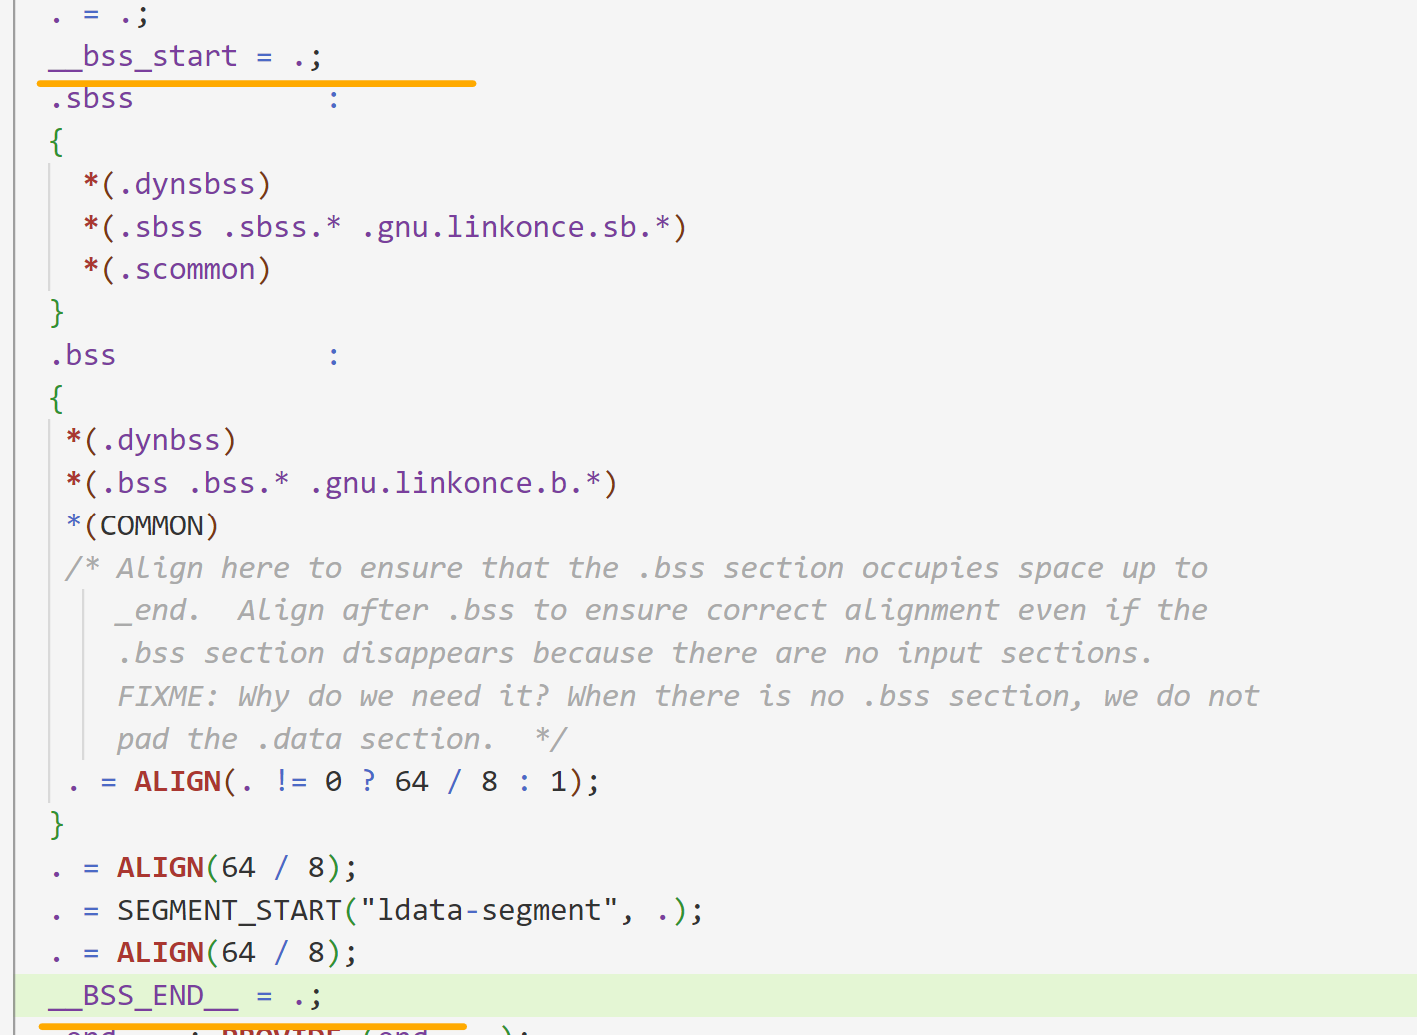 . = .;
__bss_start = .;
.sbss           :
{
  *(.dynsbss)
  *(.sbss .sbss.* .gnu.linkonce.sb.*)
  *(.scommon)
}
.bss            :
{
 *(.dynbss)
 *(.bss .bss.* .gnu.linkonce.b.*)
 *(COMMON)
 /* Align here to ensure that the .bss section occupies space up to
    _end.  Align after .bss to ensure correct alignment even if the
    .bss section disappears because there are no input sections.
    FIXME: Why do we need it? When there is no .bss section, we do not
    pad the .data section.  */
 . = ALIGN(. != 0 ? 64 / 8 : 1);
}
. = ALIGN(64 / 8);
. = SEGMENT_START("ldata-segment", .);
. = ALIGN(64 / 8);
__BSS_END__ = .;